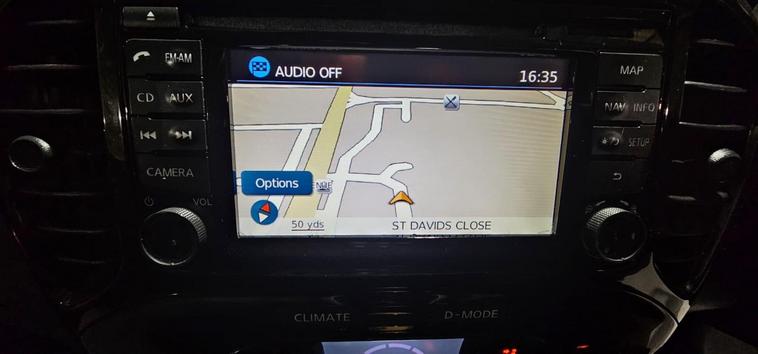 FM·AM
CD AUX
CAMERA
VOL
AUDIO OFF 16:35
Options
50 yds ST DAVIDS CLOSE
MAP
NAV INFO
SETUP
CLIMATE D-MODE